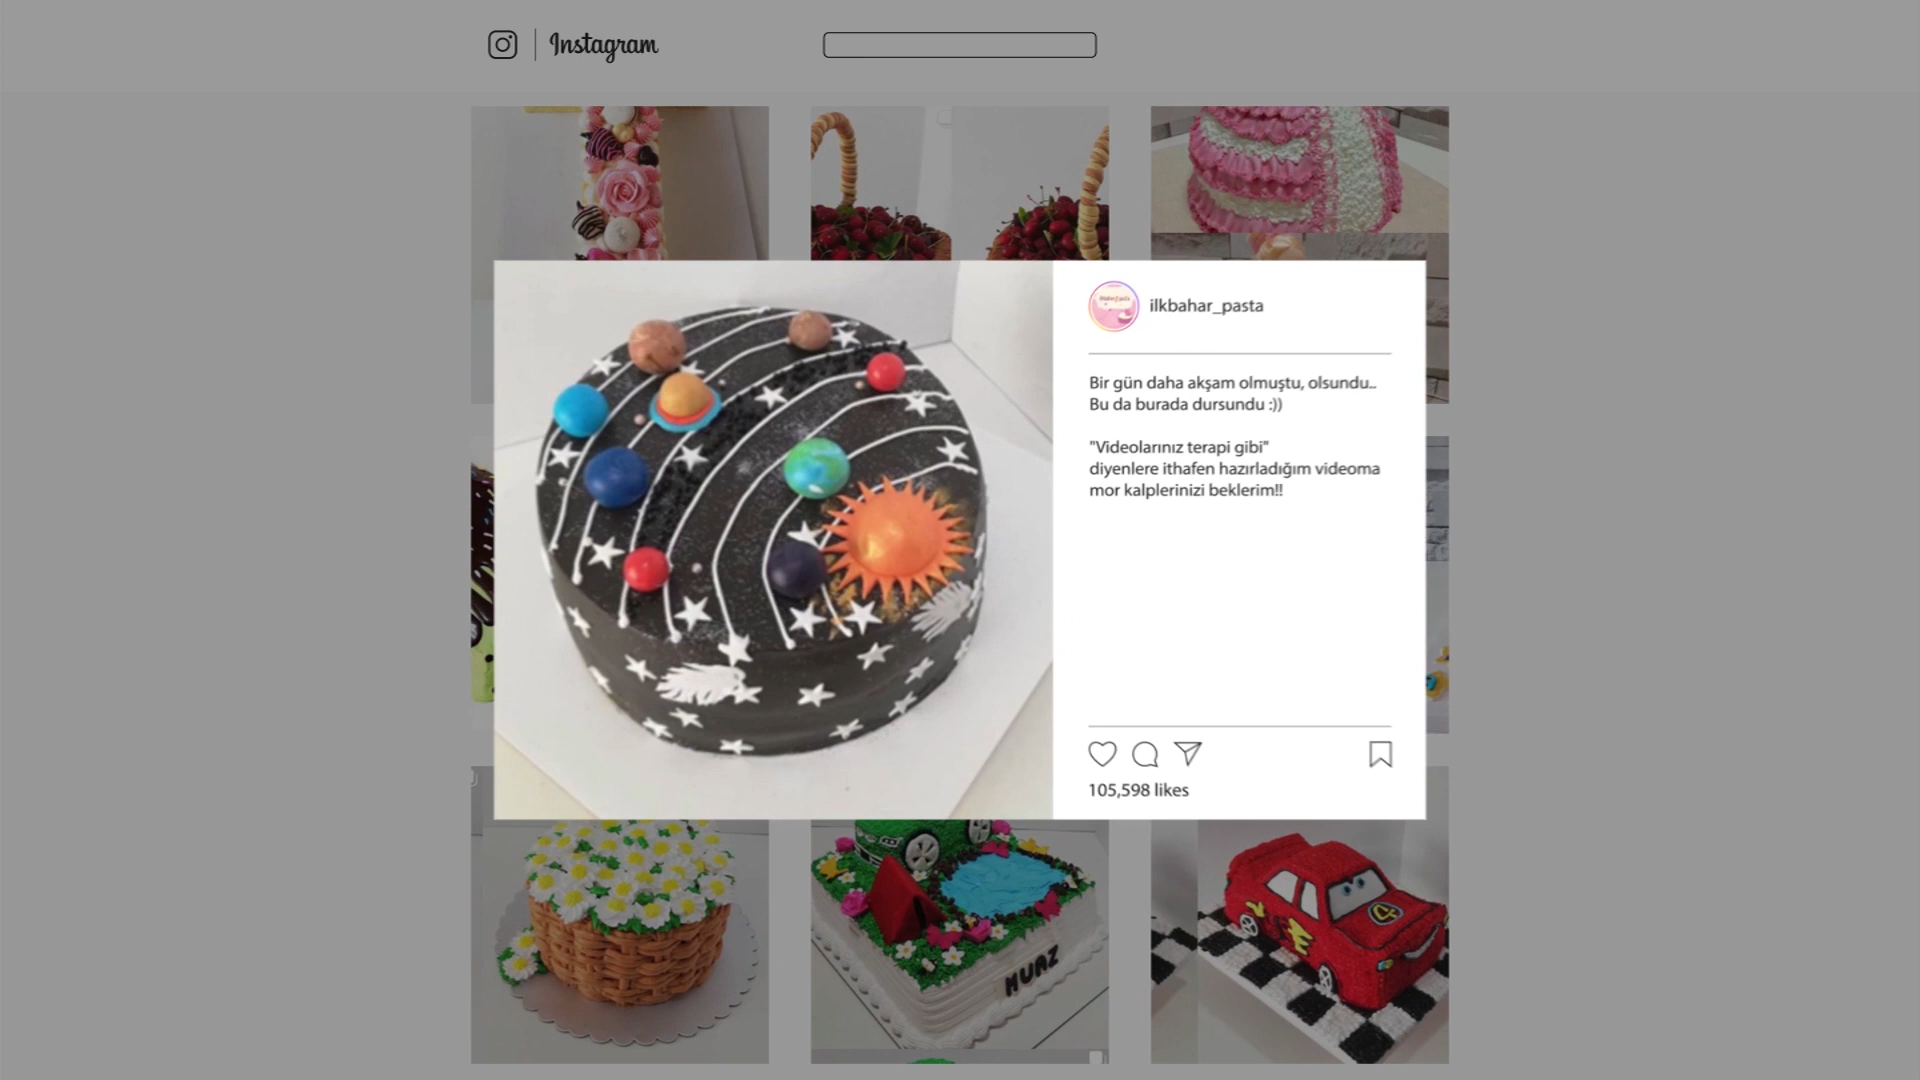 Instagram
ilkbahar_pasta
Bir gün daha akşam olmuştu, olsundu..
Bu da burada dursundu :))
"Videolarınız terapi gibi"
diyenlere ithafen hazırladığım videoma
mor kalplerinizi beklerim!!
105,598 likes
MUAZ